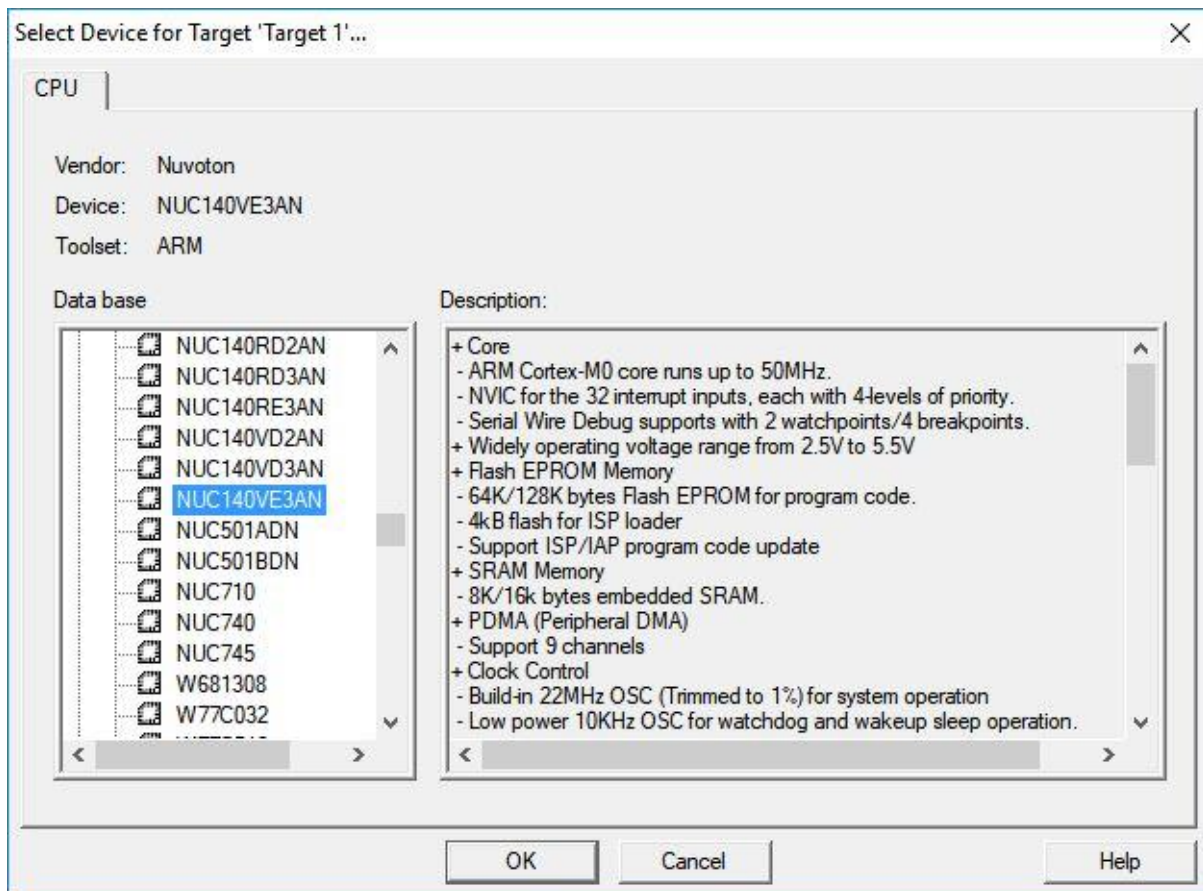 Select Device for Target 'Target 1'...
CPU
Vendor: Nuvoton
Device: NUC140VE3AN
Toolset: ARM
Data base
NUC140RD2AN
NUC140RD3AN
NUC140RE3AN
NUC140VD2AN
NUC140VD3AN
NUC140VE3AN
NUC501ADN
NUC501BDN
NUC710
NUC740
NUC745
W681308
W77C032
Description:
+ Core
- ARM Cortex-M0 core runs up to 50MHz.
- NVIC for the 32 interrupt inputs, each with 4-levels of priority.
- Serial Wire Debug supports with 2 watchpoints/4 breakpoints.
+ Widely operating voltage range from 2.5V to 5.5V
+ Flash EPROM Memory
- 64K/128K bytes Flash EPROM for program code.
- 4kB flash for ISP loader
- Support ISP/IAP program code update
+ SRAM Memory
- 8K/16k bytes embedded SRAM.
+ PDMA (Peripheral DMA)
- Support 9 channels
+ Clock Control
- Build-in 22MHz OSC (Trimmed to 1%) for system operation
- Low power 10KHz OSC for watchdog and wakeup sleep operation.
OK Cancel Help